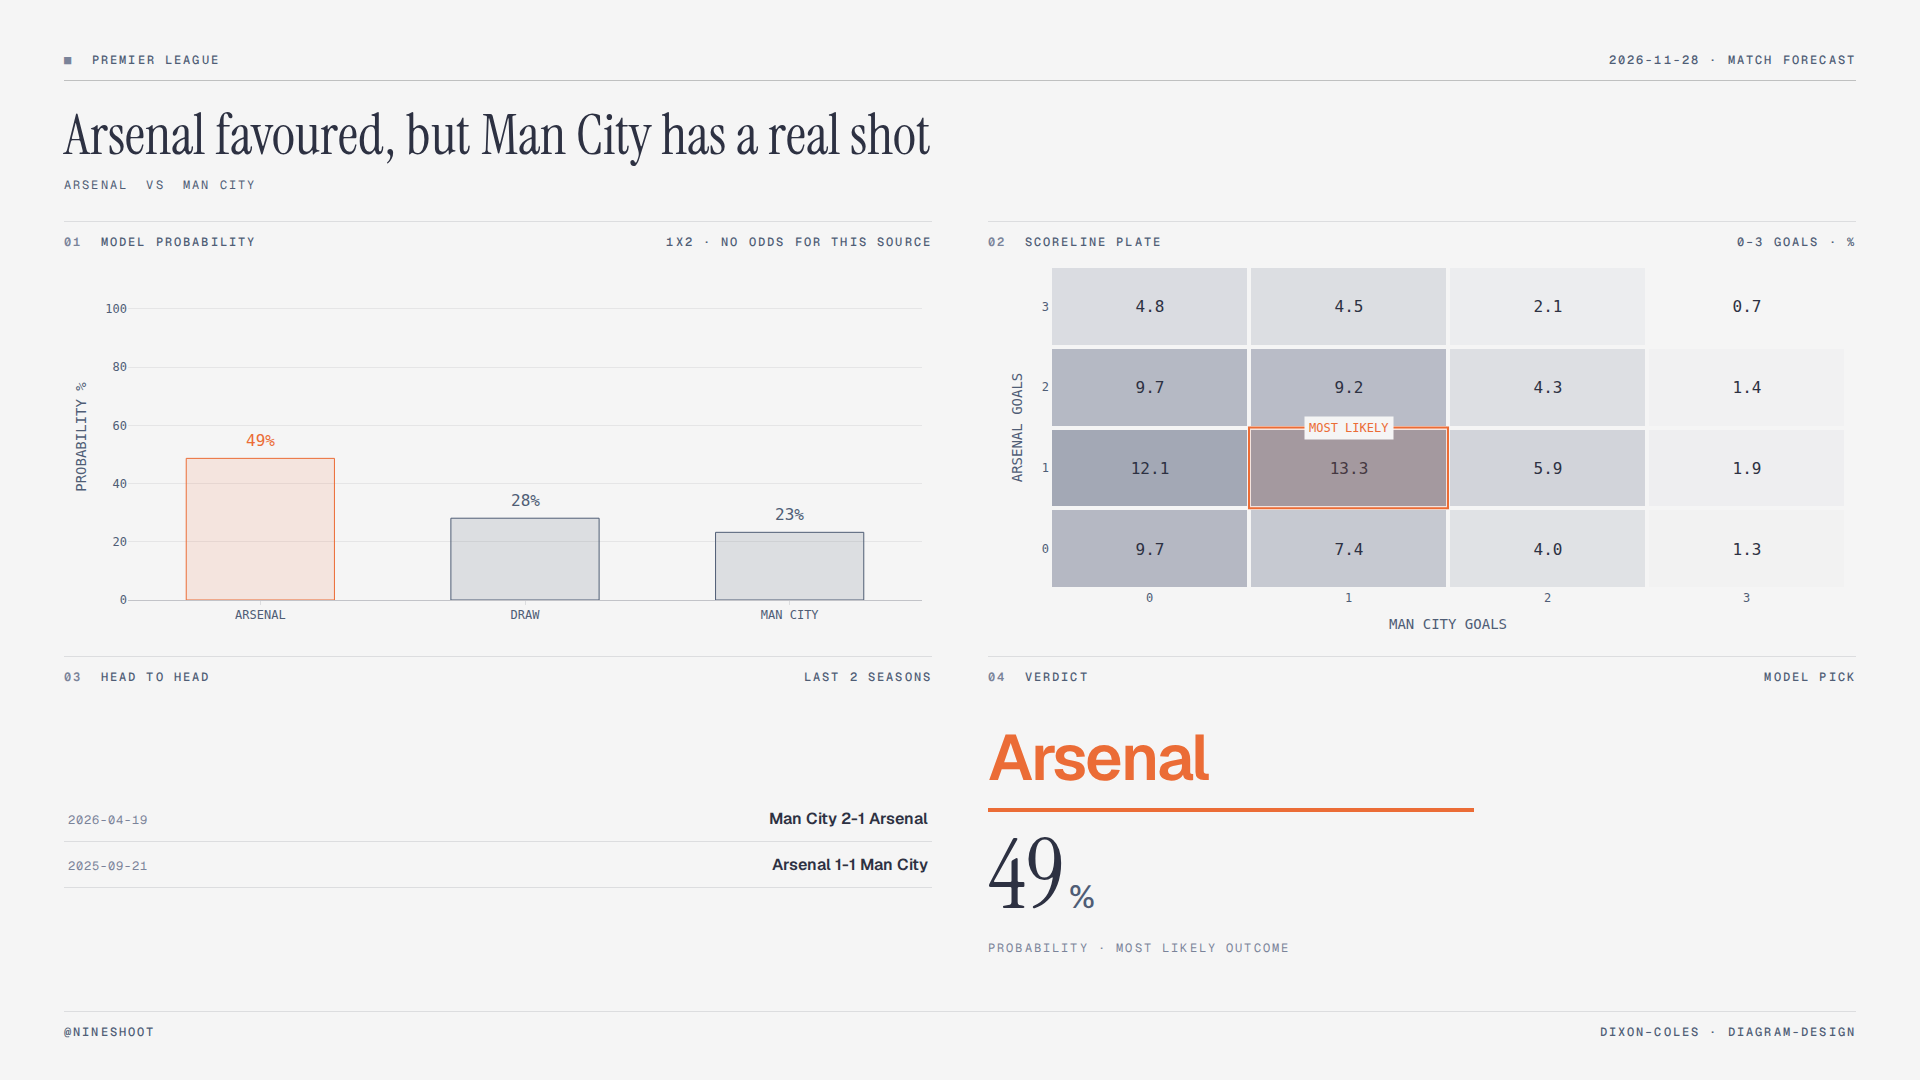 PREMIER LEAGUE
2026-11-28 · MATCH FORECAST
Arsenal favoured, but Man City has a real shot
ARSENAL VS MAN CITY
01 MODEL PROBABILITY
1X2 · NO ODDS FOR THIS SOURCE
PROBABILITY %
100
80
60
40
20
0
49%
28%
23%
ARSENAL
DRAW
MAN CITY
02 SCORELINE PLATE
0–3 GOALS · %
ARSENAL GOALS
3 4.8 4.5 2.1 0.7
2 9.7 9.2 4.3 1.4
MOST LIKELY
1 12.1 13.3 5.9 1.9
0 9.7 7.4 4.0 1.3
0 1 2 3
MAN CITY GOALS
03 HEAD TO HEAD
LAST 2 SEASONS
2026-04-19 Man City 2-1 Arsenal
2025-09-21 Arsenal 1-1 Man City
04 VERDICT
MODEL PICK
Arsenal
49%
PROBABILITY · MOST LIKELY OUTCOME
@NINESHOOT
DIXON-COLES · DIAGRAM-DESIGN